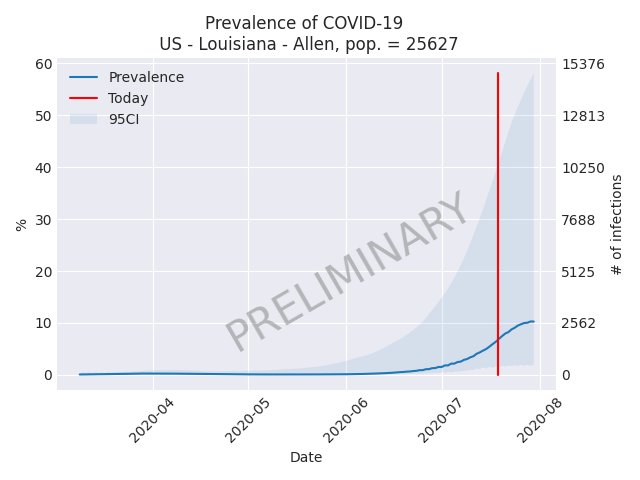 Prevalence of COVID-19
US - Louisiana - Allen, pop. = 25627
Prevalence
Today
95CI
PRELIMINARY
%
60
50
40
30
20
10
0
15376
12813
10250
7688
5125
2562
0
# of infections
2020-04
2020-05
2020-06
2020-07
2020-08
Date